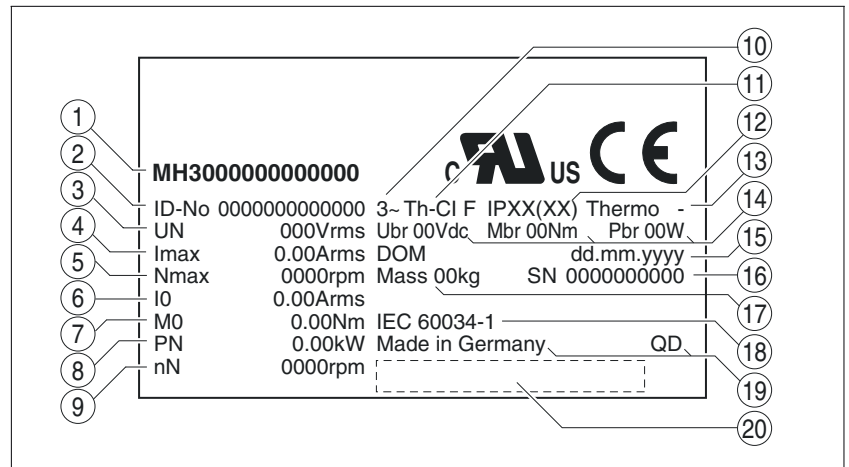 MH3000000000000
C RU US CE
ID-No 0000000000000 3~ Th-Cl F IPXX(XX) Thermo -
UN 000Vrms Ubr 00Vdc Mbr 00Nm Pbr 00W
Imax 0.00Arms DOM dd.mm.yyyy
Nmax 0000rpm Mass 00kg SN 0000000000
I0 0.00Arms
M0 0.00Nm IEC 60034-1
PN 0.00kW Made in Germany QD
nN 0000rpm
1
2
3
4
5
6
7
8
9
10
11
12
13
14
15
16
17
18
19
20